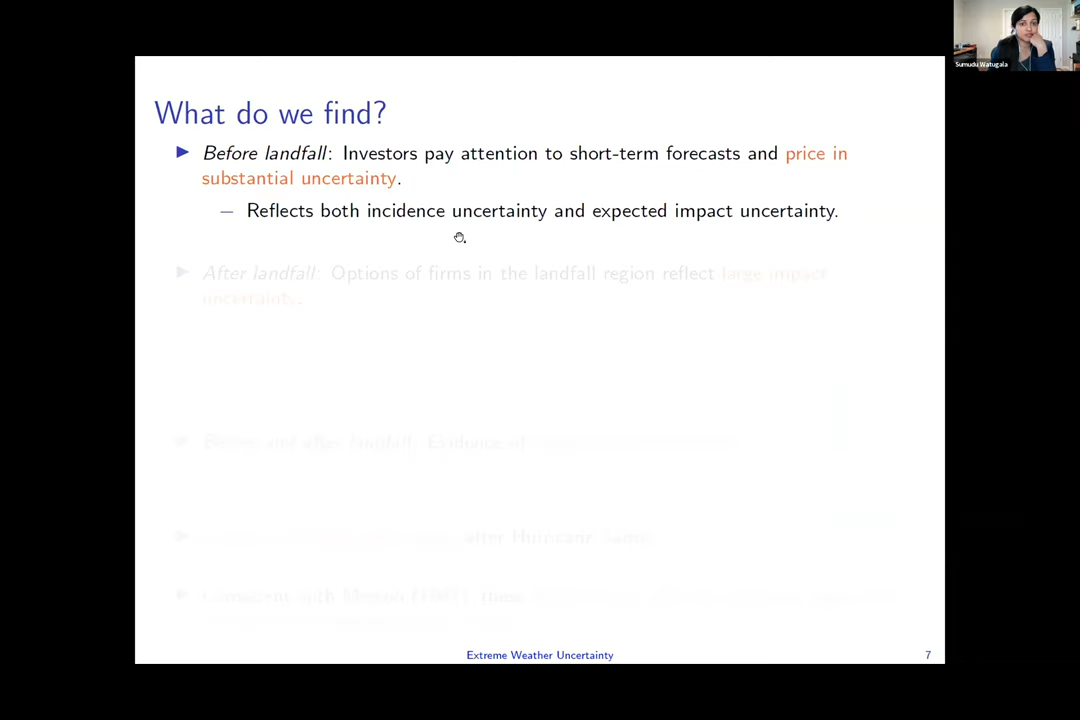 Sumudu Watugala
What do we find?
Before landfall: Investors pay attention to short-term forecasts and price in
substantial uncertainty.
– Reflects both incidence uncertainty and expected impact uncertainty.
After landfall: Options of firms in the landfall region reflect large impact
uncertainty.
Before and after landfall: Evidence of
after Hurricane Sandy.
Consistent with Merton (1987), these
Extreme Weather Uncertainty
7